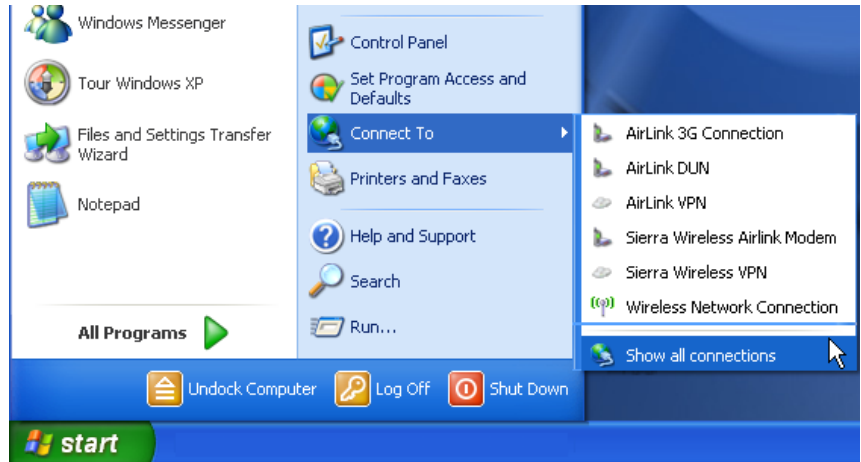 Windows Messenger
Tour Windows XP
Files and Settings Transfer
Wizard
Notepad
All Programs
Control Panel
Set Program Access and
Defaults
Connect To
Printers and Faxes
Help and Support
Search
Run...
AirLink 3G Connection
AirLink DUN
AirLink VPN
Sierra Wireless Airlink Modem
Sierra Wireless VPN
Wireless Network Connection
Show all connections
Undock Computer
Log Off
Shut Down
start